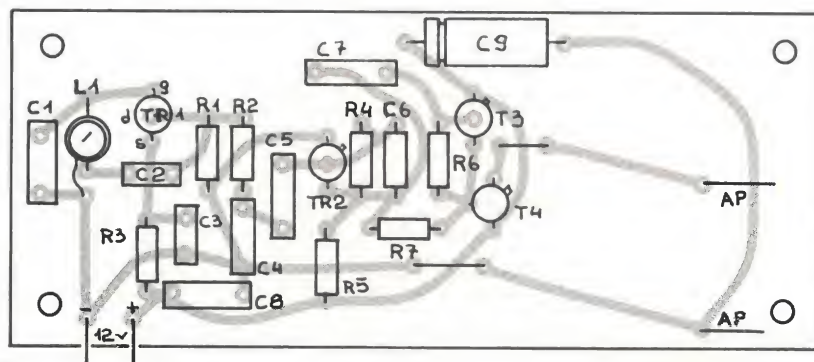 C7
C9
L1
g
C1
d
TR1
R1
R2
R4
C6
T3
s
C5
R6
C2
TR2
AP
T4
C3
R3
R7
C4
R5
C8
-
+
12v
AP